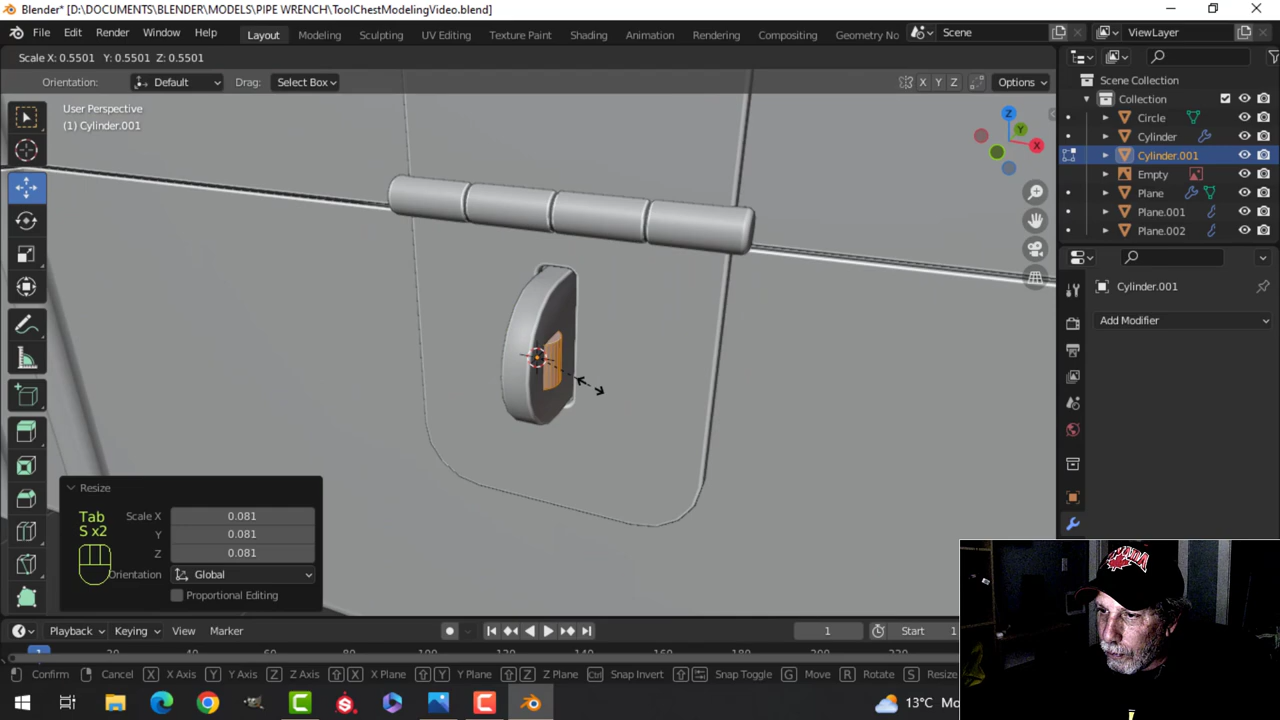 Blender* [D:\DOCUMENTS\BLENDER\MODELS\PIPE WRENCH\ToolChestModelingVideo.blend]
File Edit Render Window Help Layout Modeling Sculpting UV Editing Texture Paint Shading Animation Rendering Compositing Geometry No Scene ViewLayer
Scale X: 0.5501 Y: 0.5501 Z: 0.5501
Orientation: Default Drag: Select Box X Y Z Options
User Perspective
(1) Cylinder.001
Z
Y
X
Scene Collection
Collection
Circle
Cylinder
Cylinder.001
Empty
Plane
Plane.001
Plane.002
Cylinder.001
Add Modifier
Resize
Tab
S x2
Scale X 0.081
Y 0.081
Z 0.081
Orientation Global
Proportional Editing
Playback Keying View Marker 1 Start 1
Confirm Cancel X X Axis Y Y Axis Z Z Axis X X Plane Y Y Plane Z Z Plane Ctrl Snap Invert Snap Toggle G Move R Rotate S Resize
13°C Mo